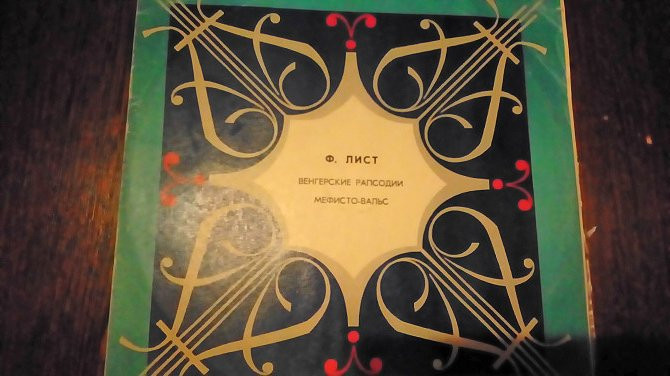 Ф. ЛИСТ
ВЕНГЕРСКИЕ РАПСОДИИ
МЕФИСТО-ВАЛЬС